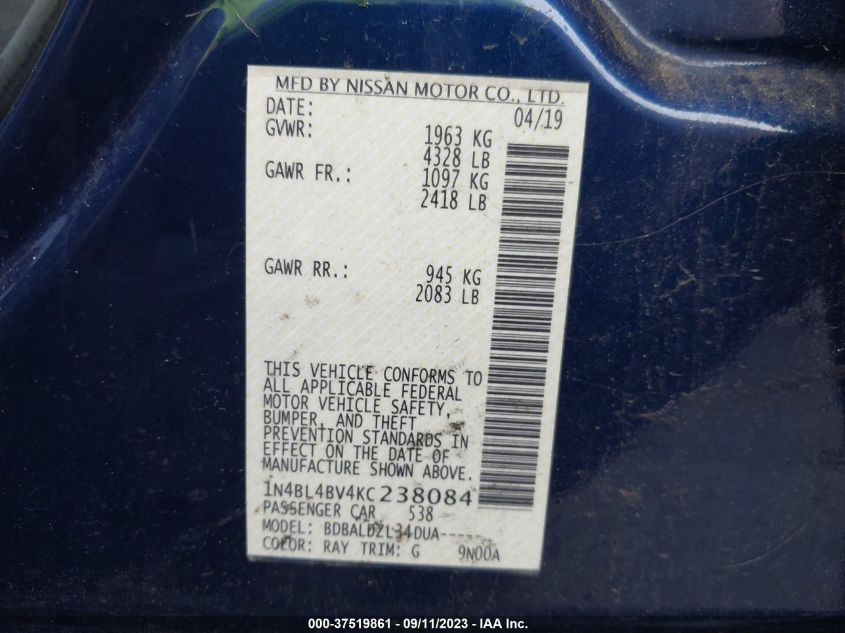 MFD BY NISSAN MOTOR CO., LTD.
DATE: 04/19
GVWR: 1963 KG
4328 LB
GAWR FR.: 1097 KG
2418 LB
GAWR RR.: 945 KG
2083 LB
THIS VEHICLE CONFORMS TO
ALL APPLICABLE FEDERAL
MOTOR VEHICLE SAFETY,
BUMPER, AND THEFT
PREVENTION STANDARDS IN
EFFECT ON THE DATE OF
MANUFACTURE SHOWN ABOVE.
1N4BL4BV4KC238084
PASSENGER CAR 538
MODEL: BDBALDZL34DUA-----
COLOR: RAY TRIM: G 9N00A
000-37519861 - 09/11/2023 - IAA Inc.